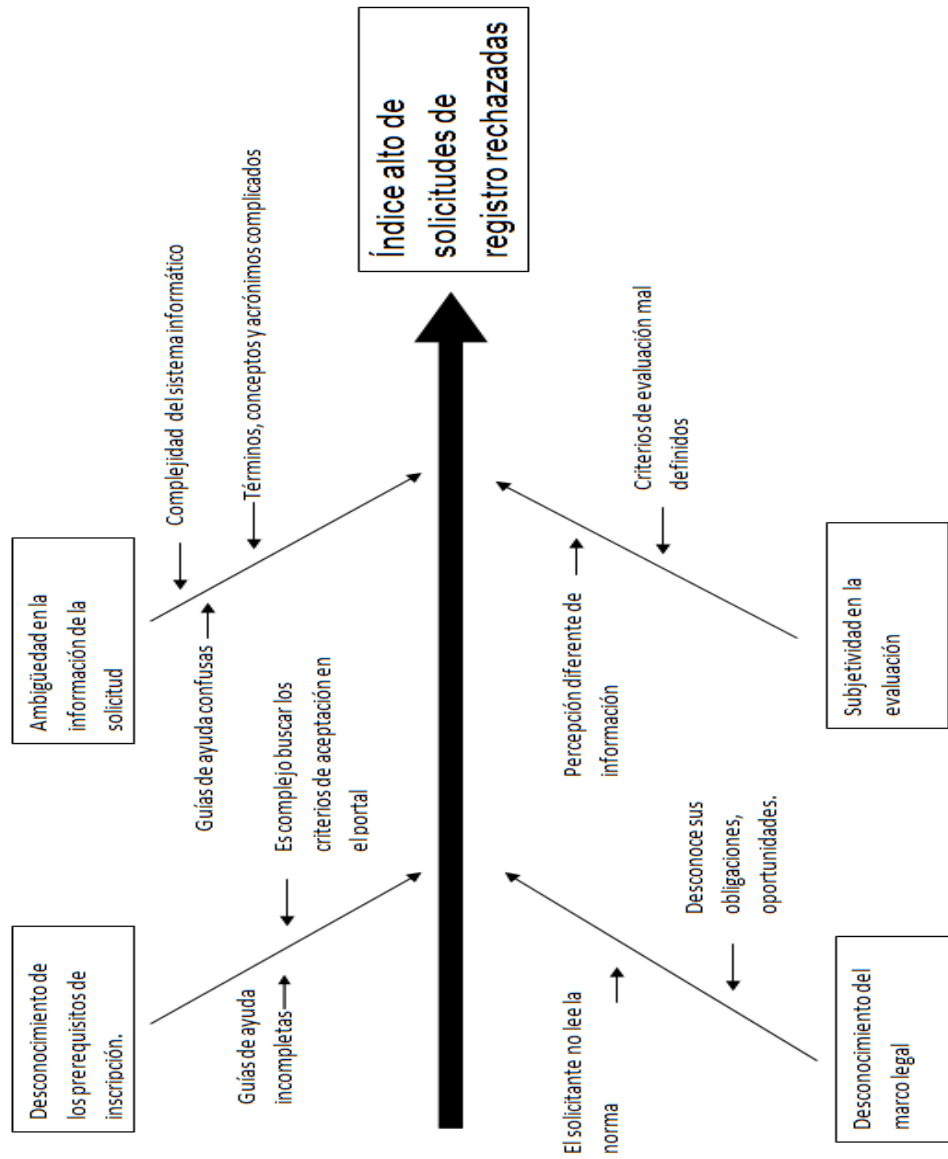 Desconocimiento de
los prerequisitos de
inscripción.
Ambigüedad en la
información de la
solicitud
Complejidad del sistema informático
Guías de ayuda confusas
Términos, conceptos y acrónimos complicados
Guías de ayuda
incompletas
Es complejo buscar los
criterios de aceptación en
el portal
Índice alto de
solicitudes de
registro rechazadas
El solicitante no lee la
norma
Percepción diferente de
información
Criterios de evaluación mal
definidos
Desconoce sus
obligaciones,
oportunidades.
Desconocimiento del
marco legal
Subjetividad en la
evaluación